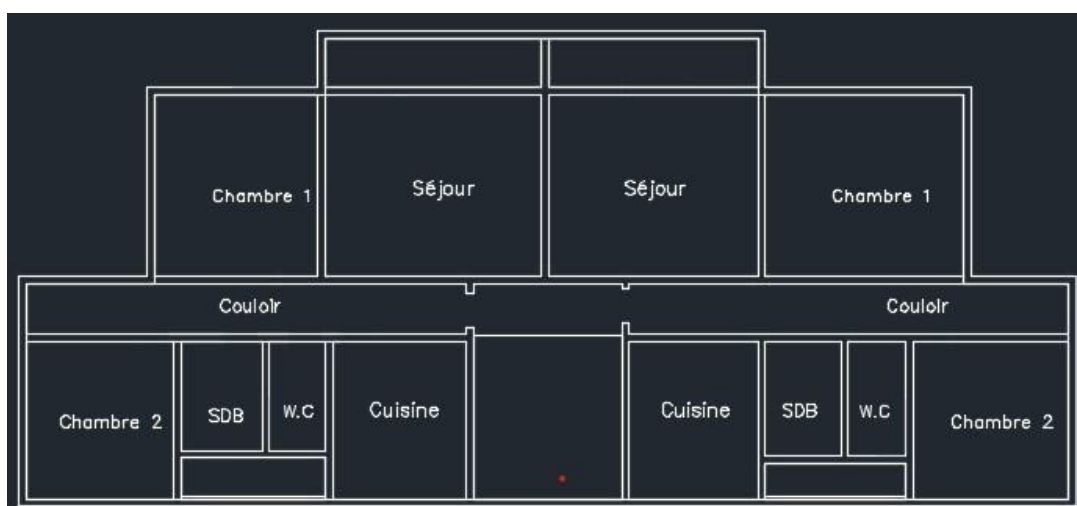 Séjour
Séjour
Chambre 1
Chambre 1
Couloir
Couloir
Cuisine
Cuisine
SDB
W.C
SDB
W.C
Chambre 2
Chambre 2